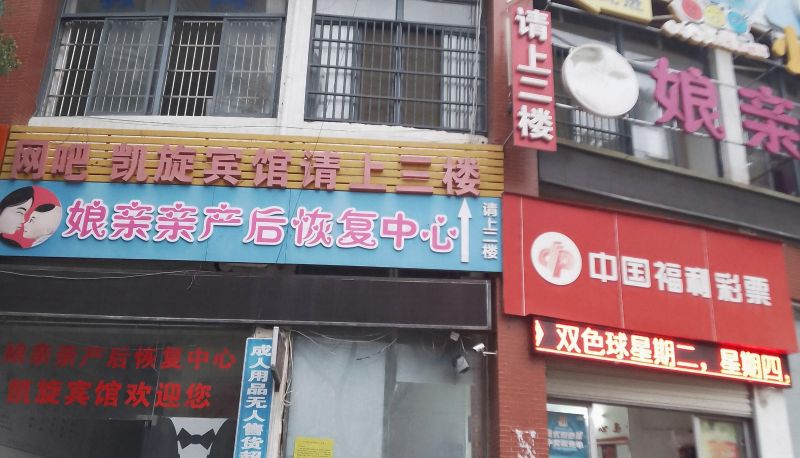 请上三楼
娘亲
网吧 凯旋宾馆请上三楼
娘亲亲产后恢复中心
请上二楼
中国福利彩票
双色球星期二，星期四，
娘亲亲产后恢复中心
凯旋宾馆欢迎您
成人用品无人售货超